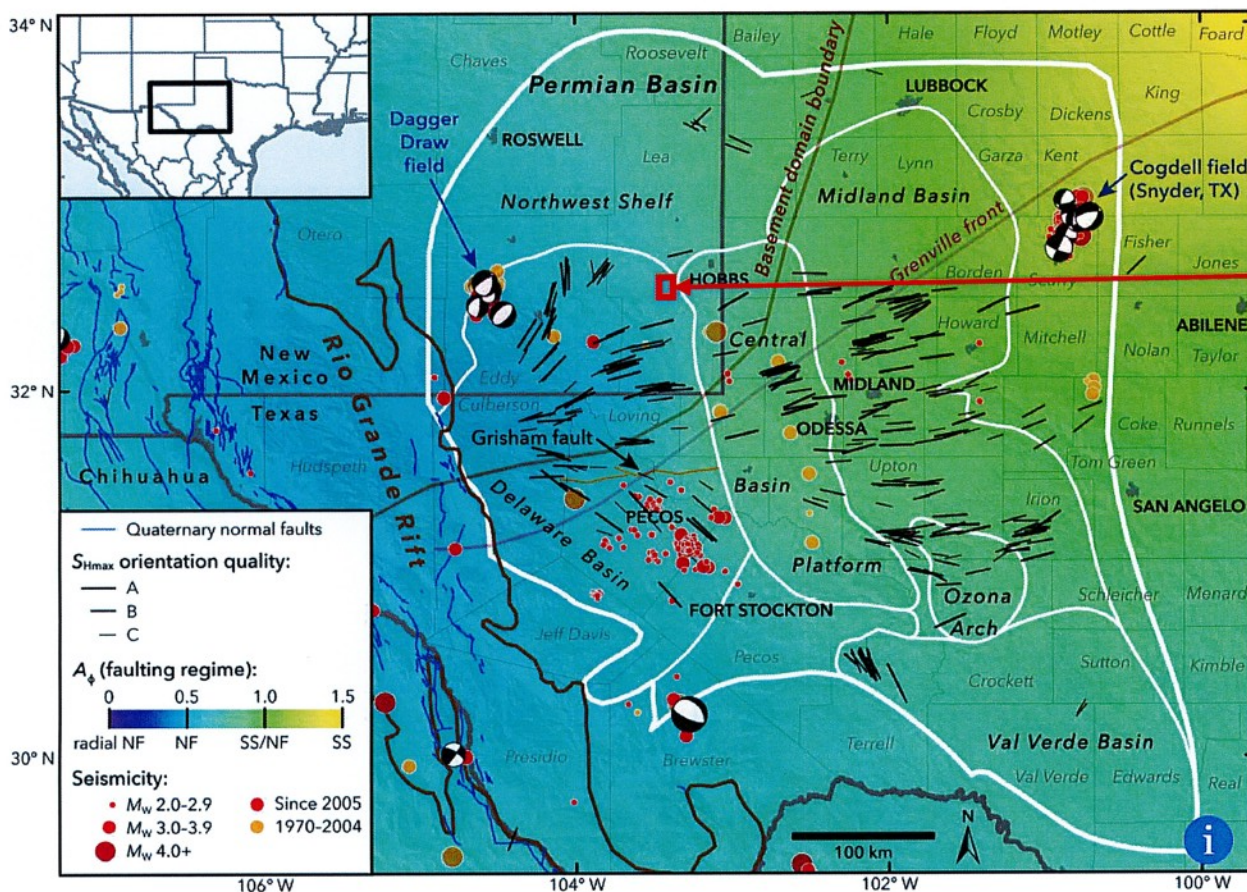 34° N
32° N
30° N
106° W
104° W
102° W
100° W
Chaves
Roosevelt
Bailey
Hale
Floyd
Motley
Cottle
Foard
Permian Basin
Basement domain boundary
LUBBOCK
King
Dagger
Draw
field
ROSWELL
Crosby
Dickens
Lea
Terry
Lynn
Garza
Kent
Grenville front
Cogdell field
(Snyder, TX)
Northwest Shelf
Midland Basin
Otero
Fisher
HOBBS
Borden
Scurry
Jones
Central
Howard
Mitchell
ABILENE
Nolan
Taylor
New
Mexico
Texas
Rio Grande Rift
Eddy
Culberson
Loving
MIDLAND
Grisham fault
ODESSA
Coke
Runnels
Chihuahua
Hudspeth
Delaware Basin
Basin
Upton
Tom Green
Irion
PECOS
SAN ANGELO
Platform
Ozona
Arch
Schleicher
Menard
FORT STOCKTON
Jeff Davis
Pecos
Crockett
Sutton
Kimble
Presidio
Brewster
Terrell
Val Verde Basin
Val Verde
Edwards
Real
Quaternary normal faults
SHmax orientation quality:
A
B
C
Aϕ (faulting regime):
0 0.5 1.0 1.5
radial NF NF SS/NF SS
Seismicity:
Mw 2.0-2.9
Mw 3.0-3.9
Mw 4.0+
Since 2005
1970-2004
N
100 km
i